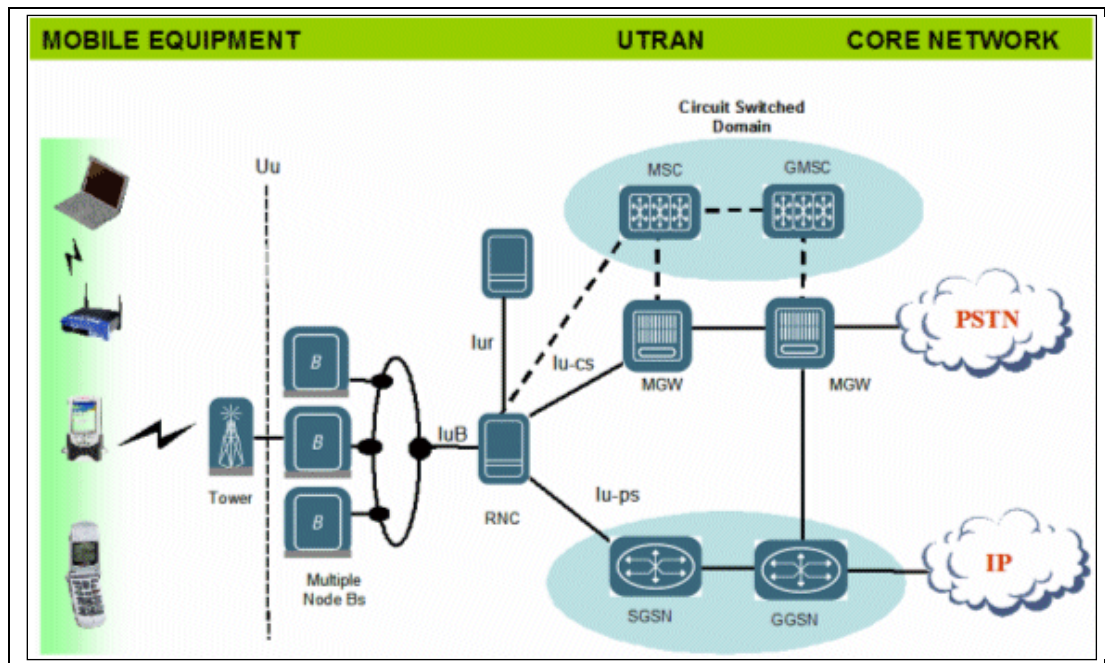 MOBILE EQUIPMENT UTRAN CORE NETWORK
Circuit Switched
Domain
MSC GMSC
Uu
PSTN
Iur
Iu-cs
MGW MGW
B
B
B
IuB
Tower
RNC
Iu-ps
Multiple
Node Bs
IP
SGSN GGSN